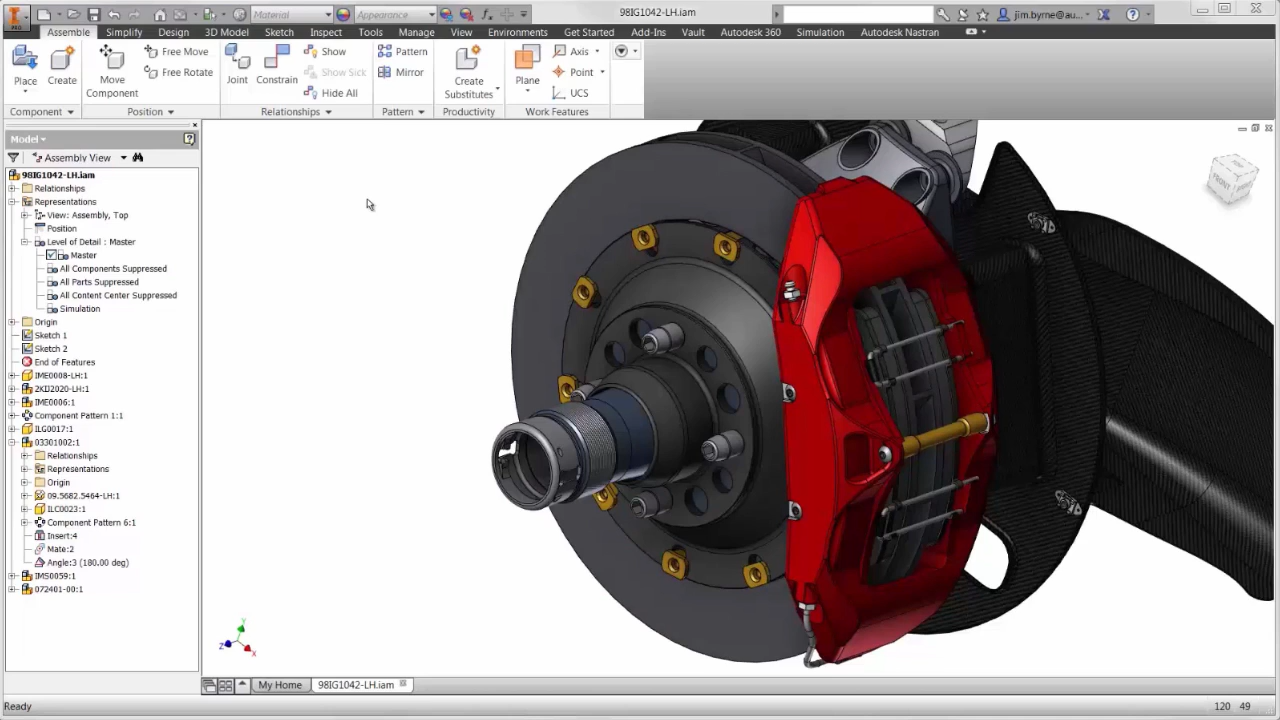 Material
Appearance
98IG1042-LH.iam
jim.byrne@au...
PRO
Assemble Simplify Design 3D Model Sketch Inspect Tools Manage View Environments Get Started Add-Ins Vault Autodesk 360 Simulation Autodesk Nastran
Place
Create
Move Component
Free Move
Free Rotate
Joint
Constrain
Show
Show Sick
Hide All
Pattern
Mirror
Create Substitutes
Plane
Axis
Point
UCS
Component Position Relationships Pattern Productivity Work Features
Model
Assembly View
98IG1042-LH.iam
Relationships
Representations
View: Assembly, Top
Position
Level of Detail : Master
Master
All Components Suppressed
All Parts Suppressed
All Content Center Suppressed
Simulation
Origin
Sketch 1
Sketch 2
End of Features
IME0008-LH:1
2KIJ2020-LH:1
IME0006:1
Component Pattern 1:1
ILG0017:1
03301002:1
Relationships
Representations
Origin
09.5682.5464-LH:1
ILC0023:1
Component Pattern 6:1
Insert:4
Mate:2
Angle:3 (180.00 deg)
IMS0059:1
072401-00:1
TOP
FRONT
RIGHT
Y
Z
X
My Home 98IG1042-LH.iam
Ready
120 49